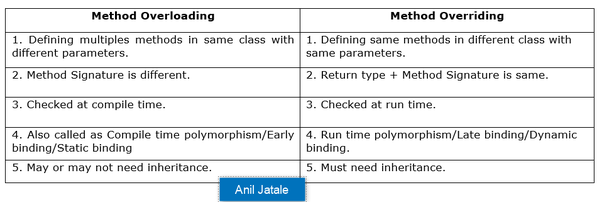 Method Overloading
Method Overriding
1. Defining multiples methods in same class with
different parameters.
1. Defining same methods in different class with
same parameters.
2. Method Signature is different.
2. Return type + Method Signature is same.
3. Checked at compile time.
3. Checked at run time.
4. Also called as Compile time polymorphism/Early
binding/Static binding
4. Run time polymorphism/Late binding/Dynamic
binding.
5. May or may not need inheritance.
5. Must need inheritance.
Anil Jatale